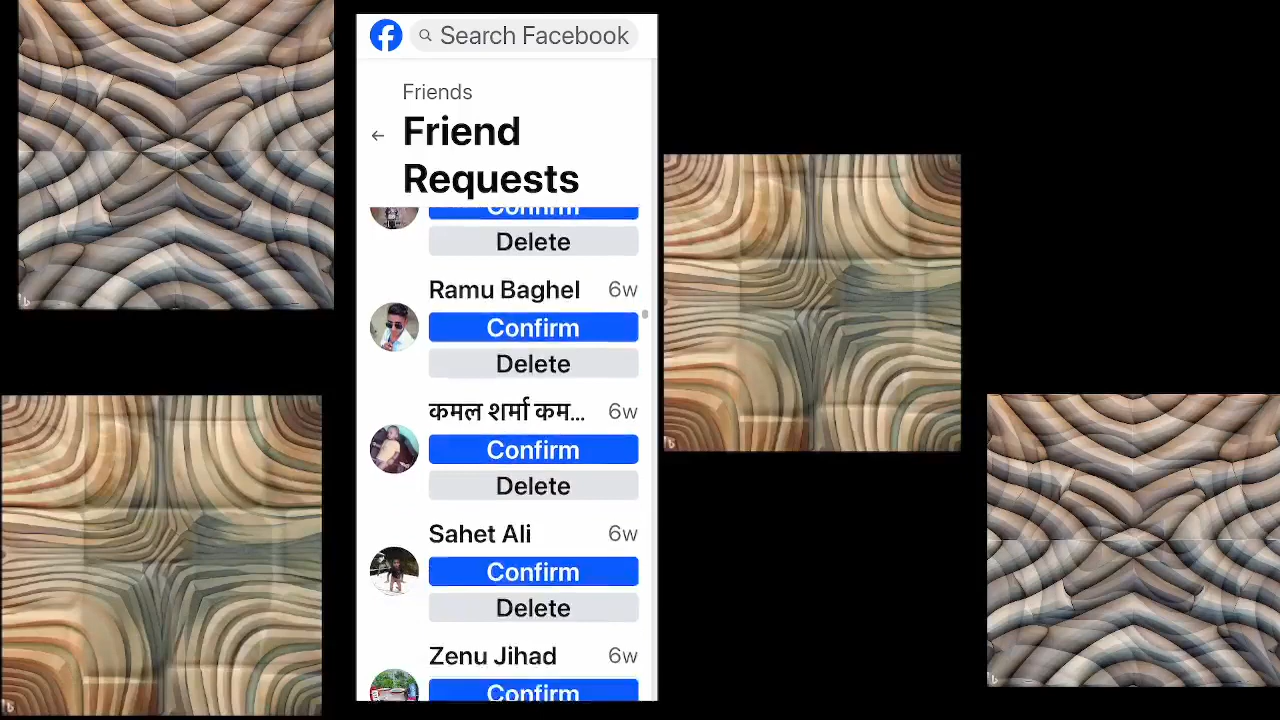 Search Facebook
Friends
Friend
Requests
Confirm
Delete
Ramu Baghel 6w
Confirm
Delete
कमल शर्मा कम... 6w
Confirm
Delete
Sahet Ali 6w
Confirm
Delete
Zenu Jihad 6w
Confirm